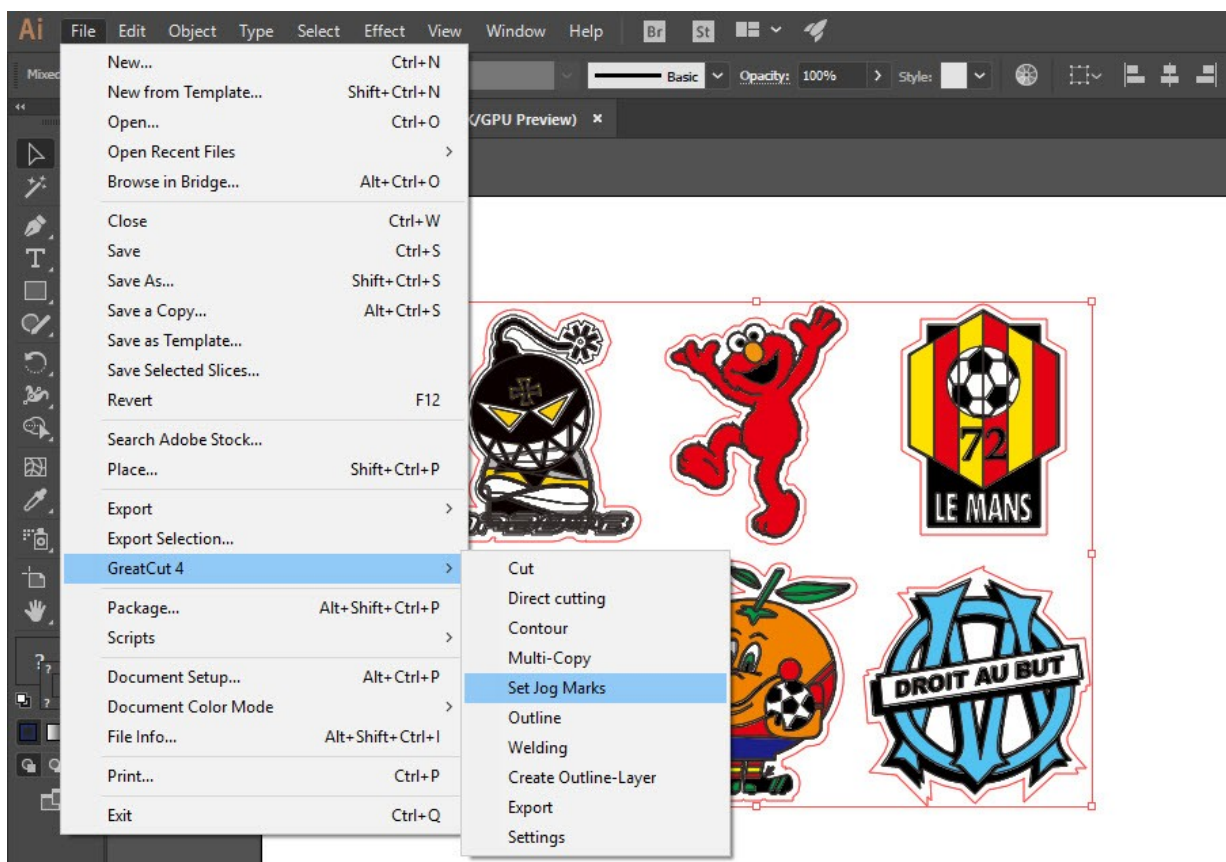 Ai File Edit Object Type Select Effect View Window Help Br St
Mixed Basic Opacity: 100% Style:
/GPU Preview) ×
New... Ctrl+N
New from Template... Shift+Ctrl+N
Open... Ctrl+O
Open Recent Files
Browse in Bridge... Alt+Ctrl+O
Close Ctrl+W
Save Ctrl+S
Save As... Shift+Ctrl+S
Save a Copy... Alt+Ctrl+S
Save as Template...
Save Selected Slices...
Revert F12
Search Adobe Stock...
Place... Shift+Ctrl+P
Export
Export Selection...
GreatCut 4
Package... Alt+Shift+Ctrl+P
Scripts
Document Setup... Alt+Ctrl+P
Document Color Mode
File Info... Alt+Shift+Ctrl+I
Print... Ctrl+P
Exit Ctrl+Q
Cut
Direct cutting
Contour
Multi-Copy
Set Jog Marks
Outline
Welding
Create Outline-Layer
Export
Settings
72
LE MANS
DROIT AU BUT